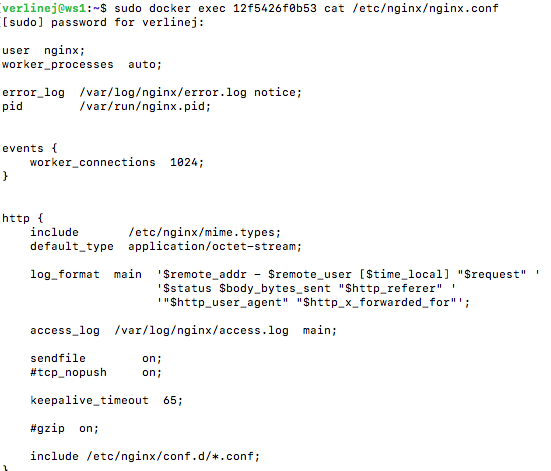 verlinej@ws1:~$ sudo docker exec 12f5426f0b53 cat /etc/nginx/nginx.conf
[[sudo] password for verlinej:
user  nginx;
worker_processes  auto;
error_log  /var/log/nginx/error.log notice;
pid        /var/run/nginx.pid;
events {
    worker_connections  1024;
}
http {
    include       /etc/nginx/mime.types;
    default_type  application/octet-stream;
    log_format  main  '$remote_addr - $remote_user [$time_local] "$request" '
                      '$status $body_bytes_sent "$http_referer" '
                      '"$http_user_agent" "$http_x_forwarded_for"';
    access_log  /var/log/nginx/access.log  main;
    sendfile        on;
    #tcp_nopush     on;
    keepalive_timeout  65;
    #gzip  on;
    include /etc/nginx/conf.d/*.conf;
}